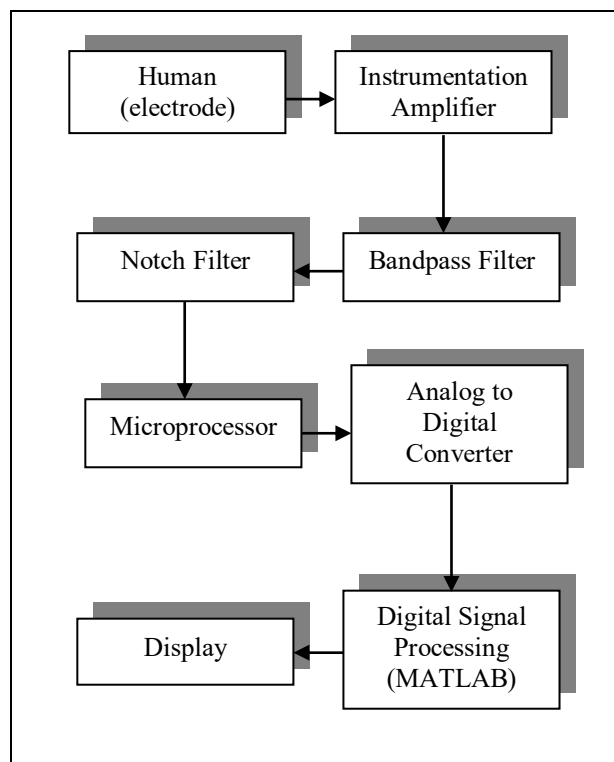 Human
(electrode)
Instrumentation
Amplifier
Bandpass Filter
Notch Filter
Microprocessor
Analog to
Digital
Converter
Digital Signal
Processing
(MATLAB)
Display